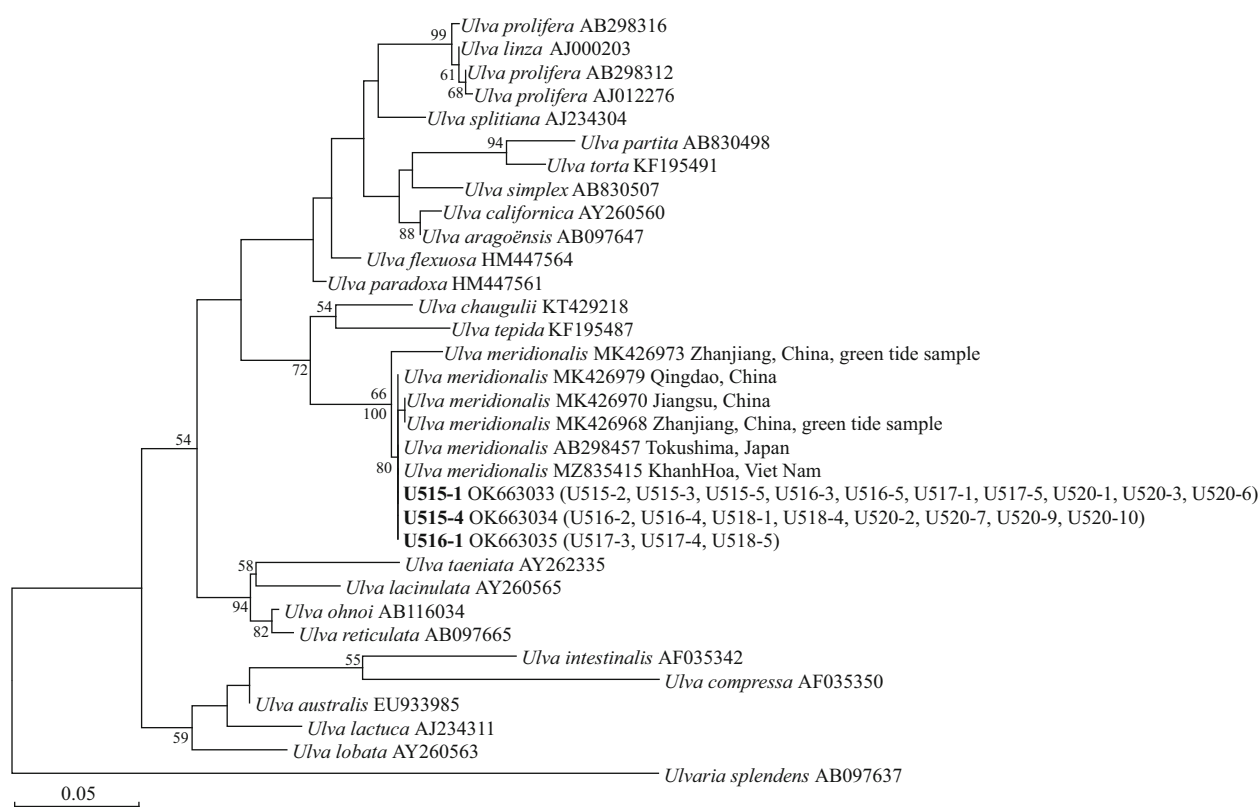 99
Ulva prolifera AB298316
Ulva linza AJ000203
61
Ulva prolifera AB298312
68
Ulva prolifera AJ012276
Ulva splitiana AJ234304
94
Ulva partita AB830498
Ulva torta KF195491
Ulva simplex AB830507
Ulva californica AY260560
88
Ulva aragoënsis AB097647
Ulva flexuosa HM447564
Ulva paradoxa HM447561
54
Ulva chaugulii KT429218
Ulva tepida KF195487
72
Ulva meridionalis MK426973 Zhanjiang, China, green tide sample
Ulva meridionalis MK426979 Qingdao, China
66
Ulva meridionalis MK426970 Jiangsu, China
100
Ulva meridionalis MK426968 Zhanjiang, China, green tide sample
54
Ulva meridionalis AB298457 Tokushima, Japan
80
Ulva meridionalis MZ835415 KhanhHoa, Viet Nam
U515-1 OK663033 (U515-2, U515-3, U515-5, U516-3, U516-5, U517-1, U517-5, U520-1, U520-3, U520-6)
U515-4 OK663034 (U516-2, U516-4, U518-1, U518-4, U520-2, U520-7, U520-9, U520-10)
U516-1 OK663035 (U517-3, U517-4, U518-5)
58
Ulva taeniata AY262335
Ulva lacinulata AY260565
94
Ulva ohnoi AB116034
82
Ulva reticulata AB097665
55
Ulva intestinalis AF035342
Ulva compressa AF035350
Ulva australis EU933985
Ulva lactuca AJ234311
59
Ulva lobata AY260563
Ulvaria splendens AB097637
0.05